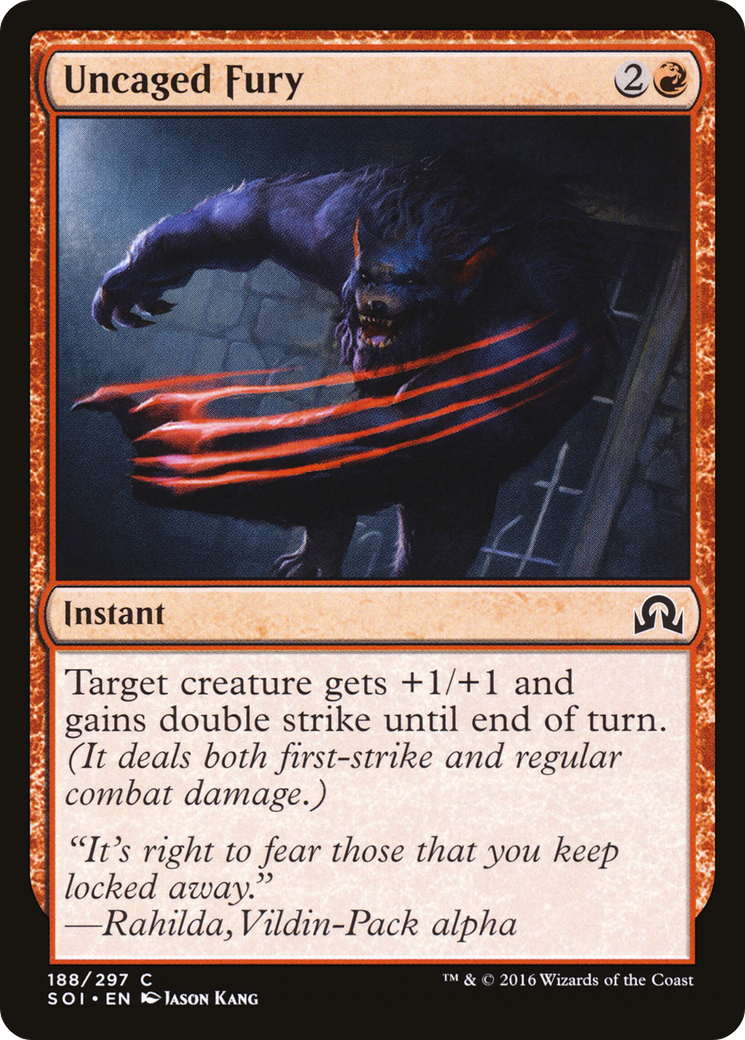 Uncaged Fury 2
Instant
Target creature gets +1/+1 and
gains double strike until end of turn.
(It deals both first-strike and regular
combat damage.)
“It’s right to fear those that you keep
locked away.”
—Rahilda, Vildin-Pack alpha
188/297 C
SOI • EN Jason Kang
™ & © 2016 Wizards of the Coast